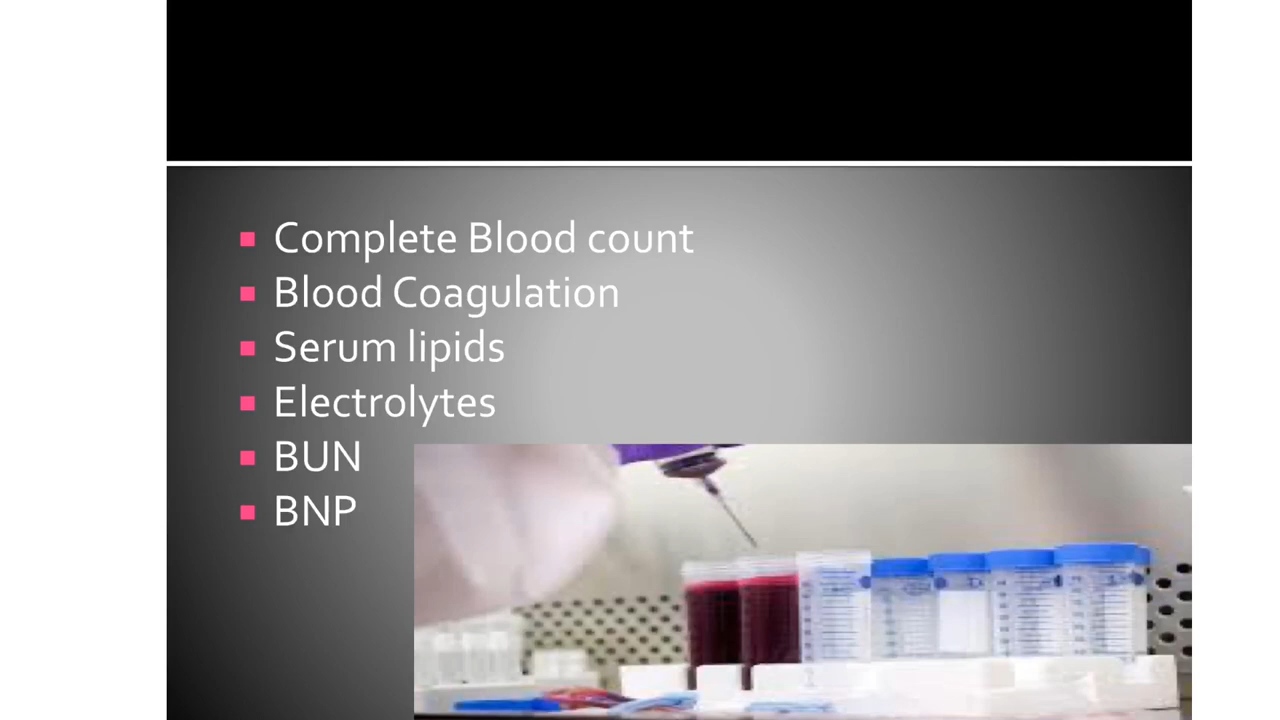 Complete Blood count
Blood Coagulation
Serum lipids
Electrolytes
BUN
BNP